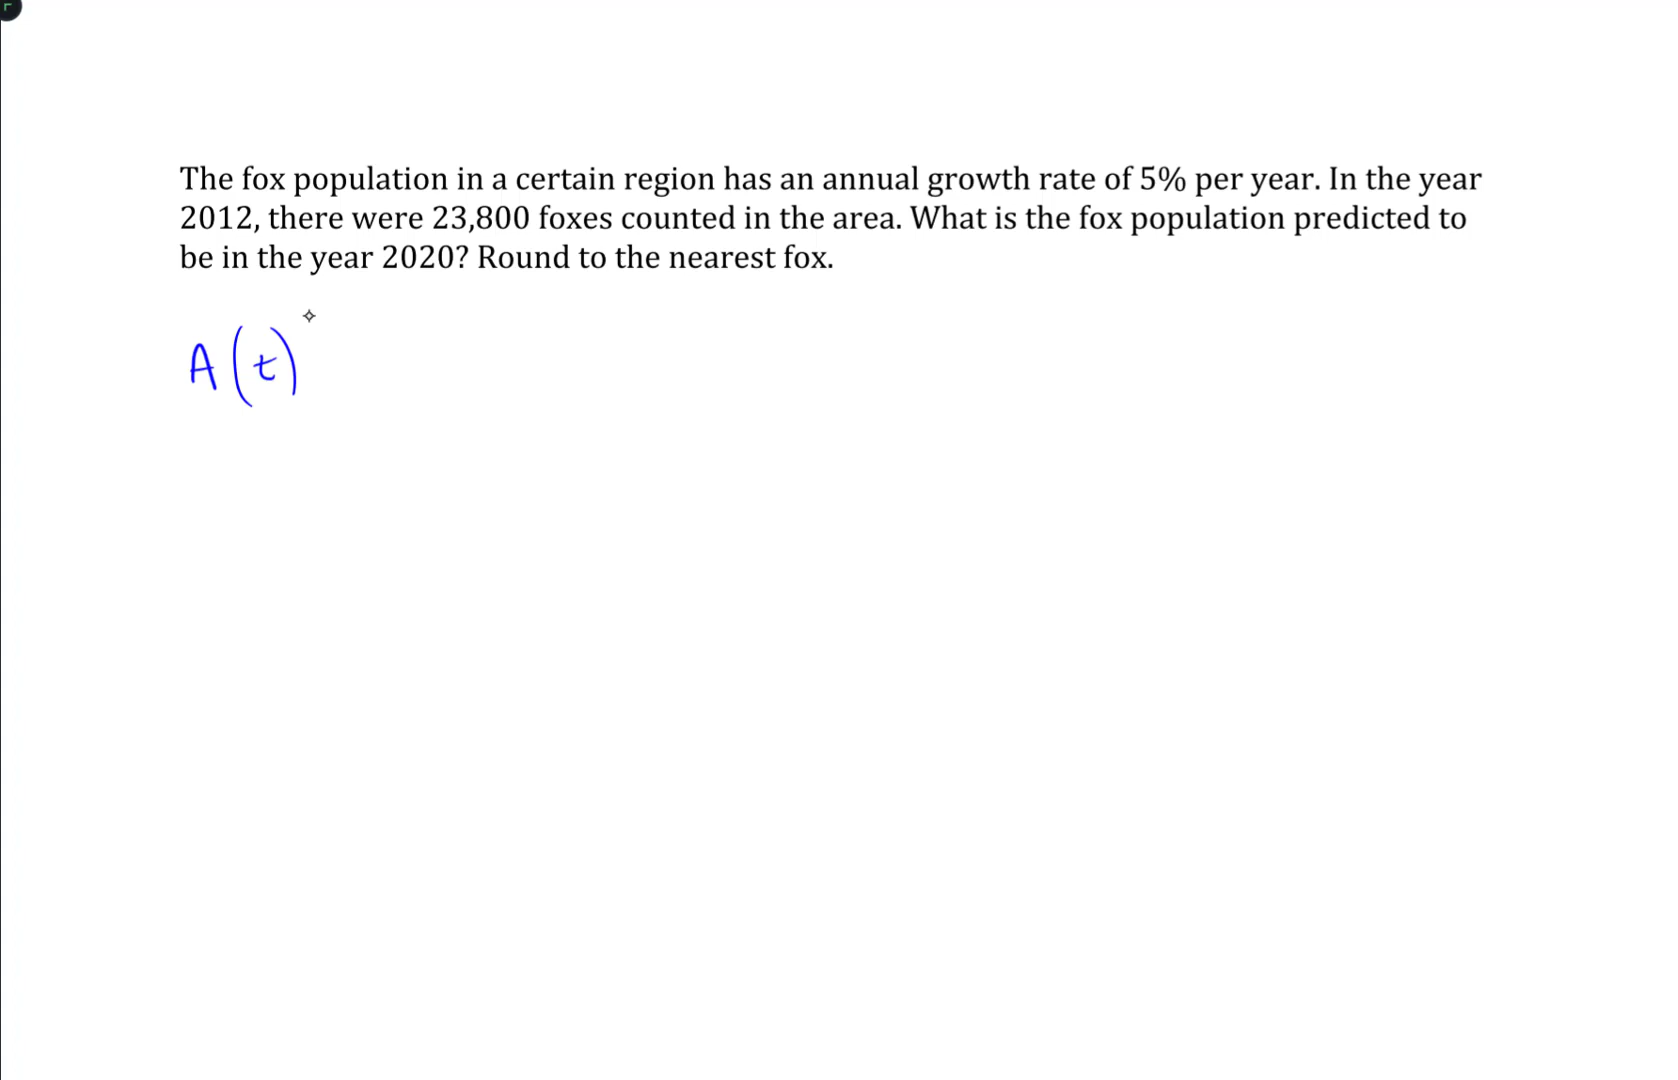 The fox population in a certain region has an annual growth rate of 5% per year. In the year
2012, there were 23,800 foxes counted in the area. What is the fox population predicted to
be in the year 2020? Round to the nearest fox.
A(t)